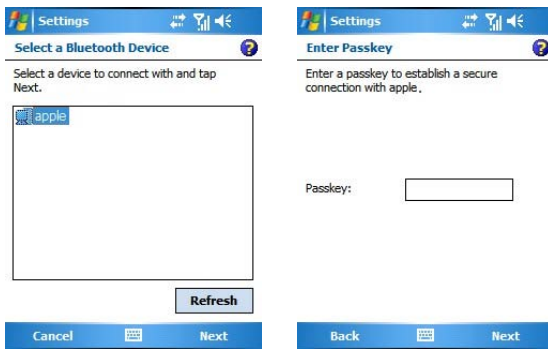 Settings
Select a Bluetooth Device
Select a device to connect with and tap
Next.
apple
Refresh
Cancel
Next
Settings
Enter Passkey
Enter a passkey to establish a secure
connection with apple.
Passkey:
Back
Next